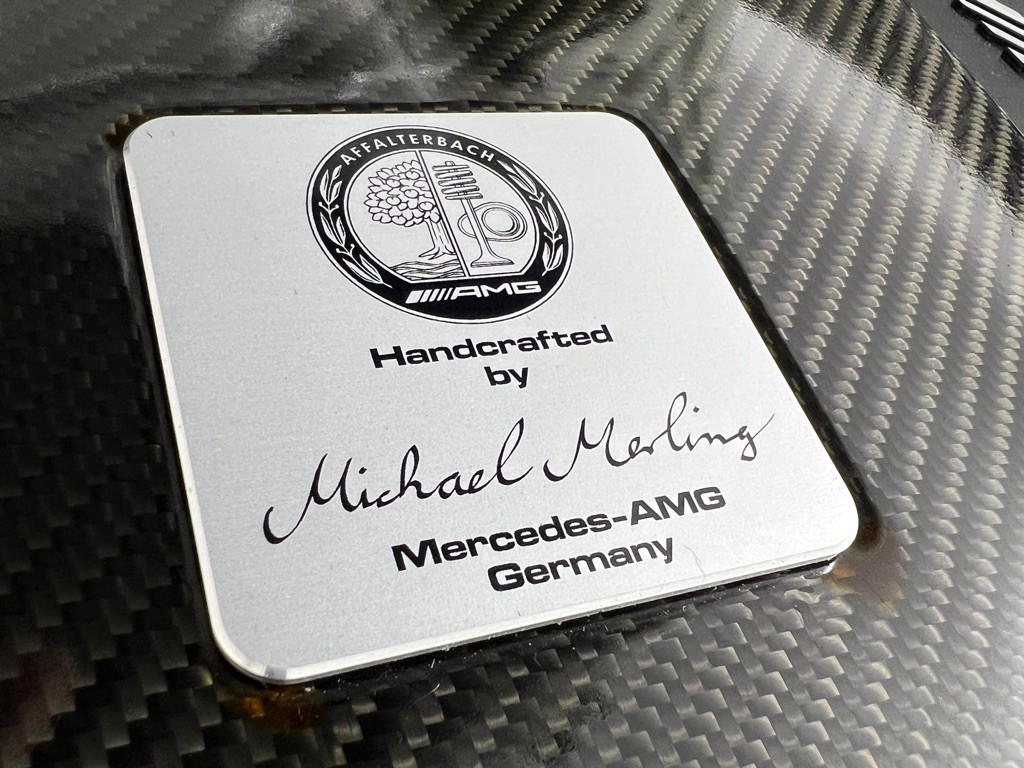 AFFALTERBACH
AMG
Handcrafted
by
Michael Merling
Mercedes-AMG
Germany